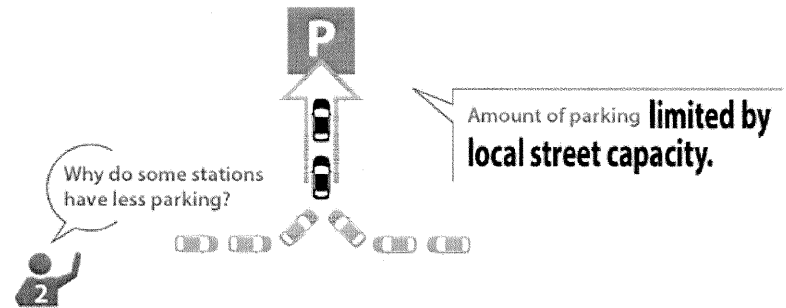 P
Amount of parking limited by
local street capacity.
Why do some stations
have less parking?
2